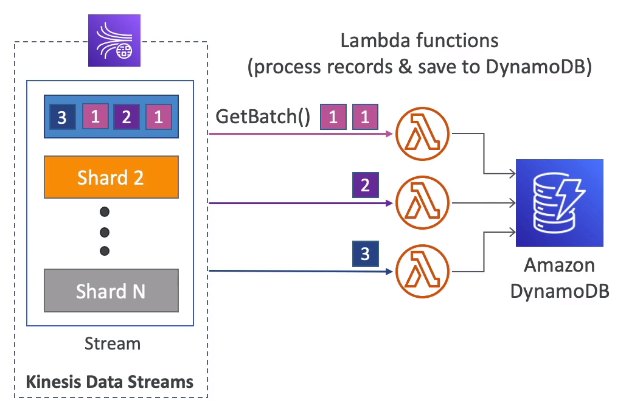 Lambda functions
(process records & save to DynamoDB)
3 1 2 1
GetBatch() 1 1
Shard 2
2
3
Shard N
Amazon
DynamoDB
Stream
Kinesis Data Streams